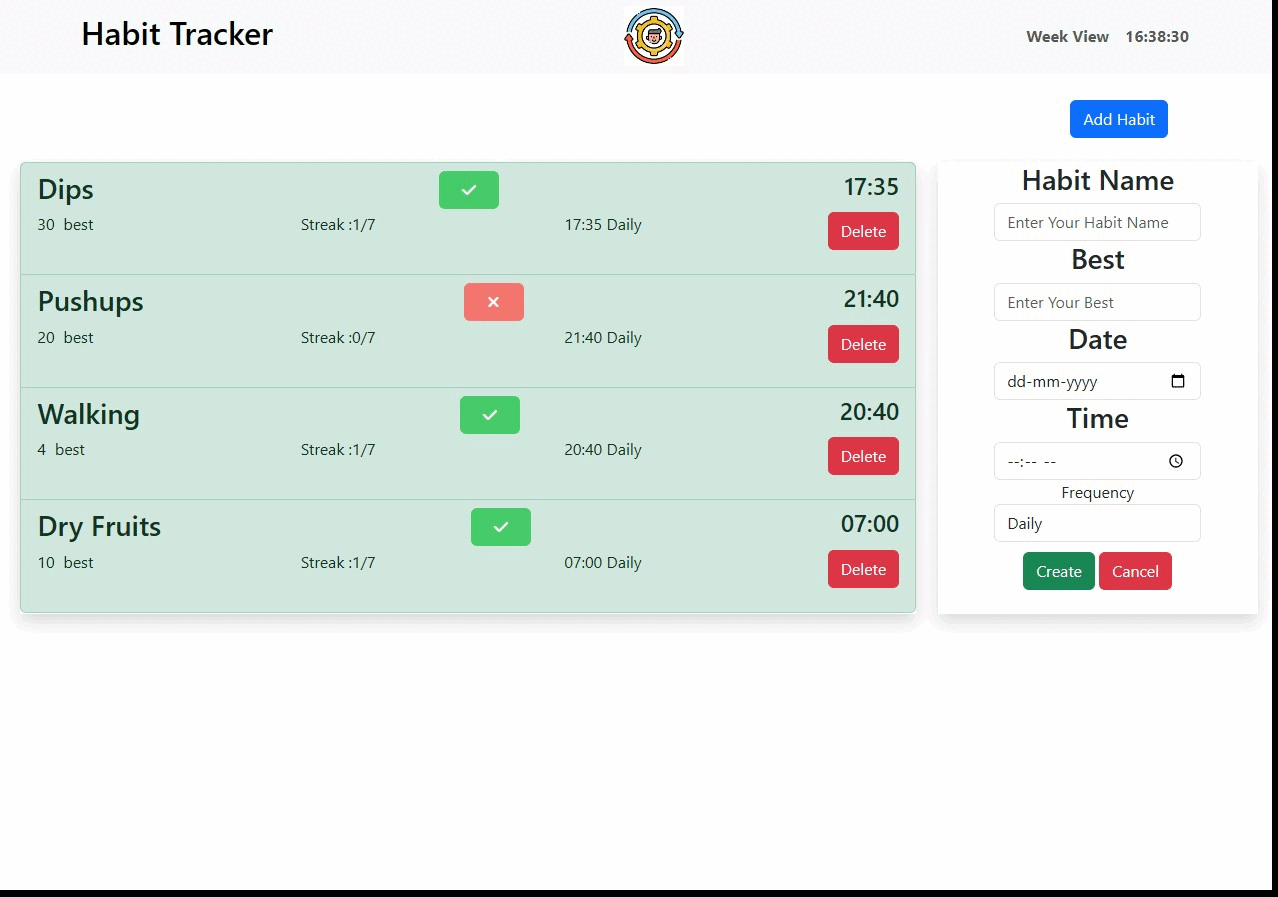 Habit Tracker
Week View 16:38:30
Add Habit
Dips 17:35
30 best Streak :1/7 17:35 Daily Delete
Pushups 21:40
20 best Streak :0/7 21:40 Daily Delete
Walking 20:40
4 best Streak :1/7 20:40 Daily Delete
Dry Fruits 07:00
10 best Streak :1/7 07:00 Daily Delete
Habit Name
Enter Your Habit Name
Best
Enter Your Best
Date
dd-mm-yyyy
Time
--:-- --
Frequency
Daily
Create Cancel